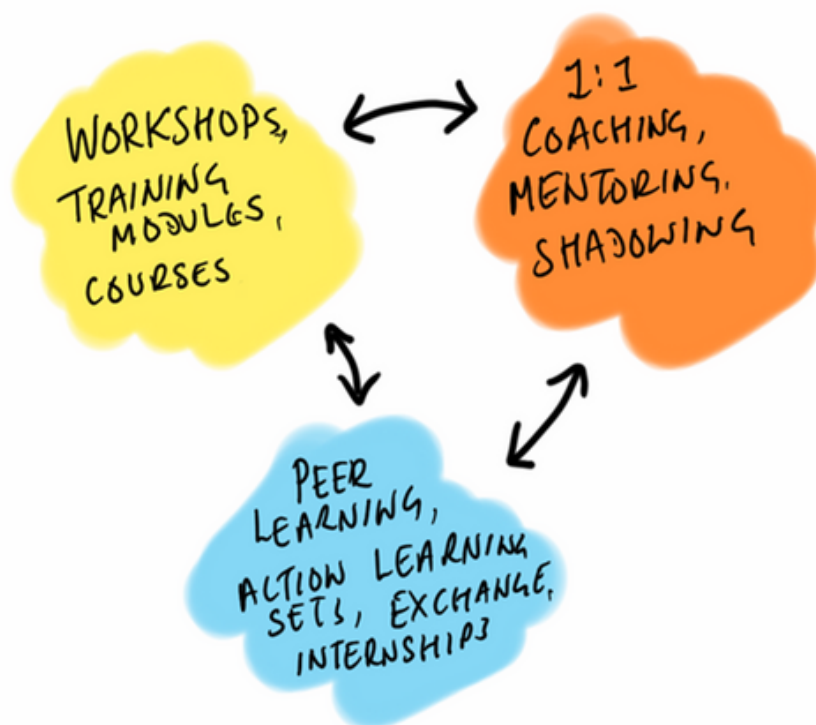 WORKSHOPS,
TRAINING
MODULES,
COURSES
1:1
COACHING,
MENTORING,
SHADOWING
PEER
LEARNING,
ACTION LEARNING
SETS, EXCHANGE,
INTERNSHIPS